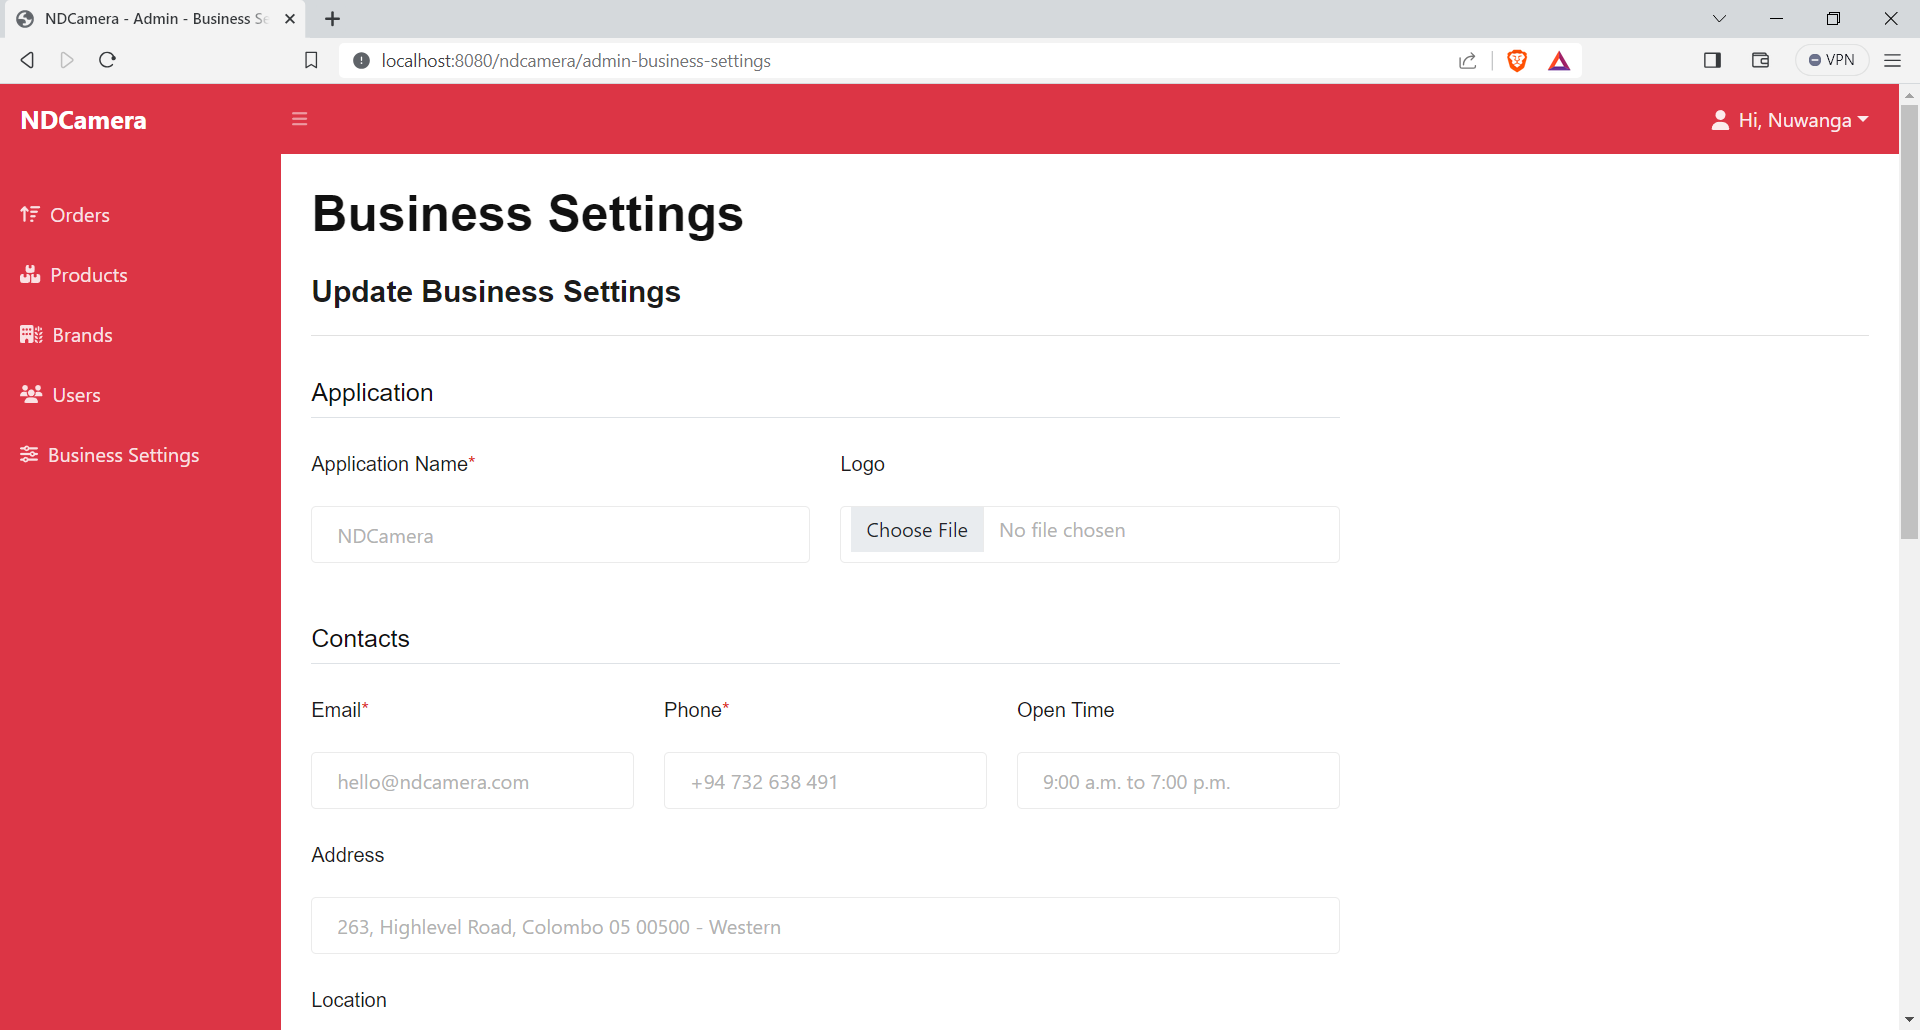 NDCamera - Admin - Business Se
localhost:8080/ndcamera/admin-business-settings
VPN
NDCamera
Hi, Nuwanga
Orders
Products
Brands
Users
Business Settings
Business Settings
Update Business Settings
Application
Application Name*
Logo
NDCamera
Choose File
No file chosen
Contacts
Email*
Phone*
Open Time
hello@ndcamera.com
+94 732 638 491
9:00 a.m. to 7:00 p.m.
Address
263, Highlevel Road, Colombo 05 00500 - Western
Location